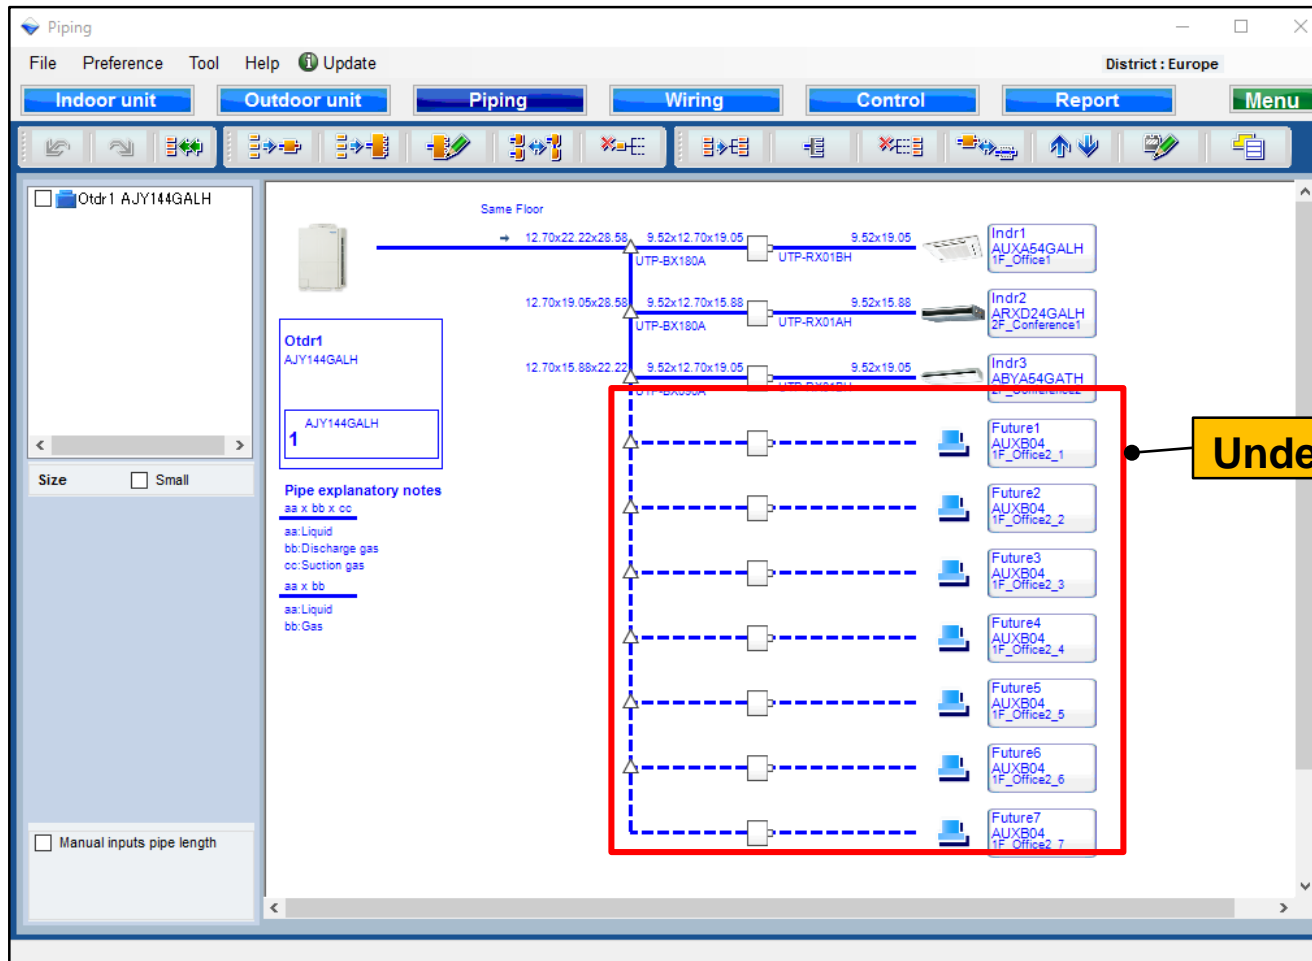 Piping
File Preference Tool Help Update District : Europe
Indoor unit Outdoor unit Piping Wiring Control Report Menu
Otdr1 AJY144GALH
Size Small
Manual inputs pipe length
Same Floor
12.70x22.22x28.58 9.52x12.70x19.05 9.52x19.05
UTP-BX180A UTP-RX01BH
Indr1
AUXA54GALH
1F_Office1
12.70x19.05x28.58 9.52x12.70x15.88 9.52x15.88
UTP-BX180A UTP-RX01AH
Indr2
ARXD24GALH
2F_Conference1
Otdr1
AJY144GALH
AJY144GALH
1
12.70x15.88x22.22 9.52x12.70x19.05 9.52x19.05
Indr3
ABYA54GATH
2F_Conference2
Pipe explanatory notes
aa x bb x cc
aa:Liquid
bb:Discharge gas
cc:Suction gas
aa x bb
aa:Liquid
bb:Gas
Future1
AUXB04
1F_Office2_1
Unde
Future2
AUXB04
1F_Office2_2
Future3
AUXB04
1F_Office2_3
Future4
AUXB04
1F_Office2_4
Future5
AUXB04
1F_Office2_5
Future6
AUXB04
1F_Office2_6
Future7
AUXB04
1F_Office2_7